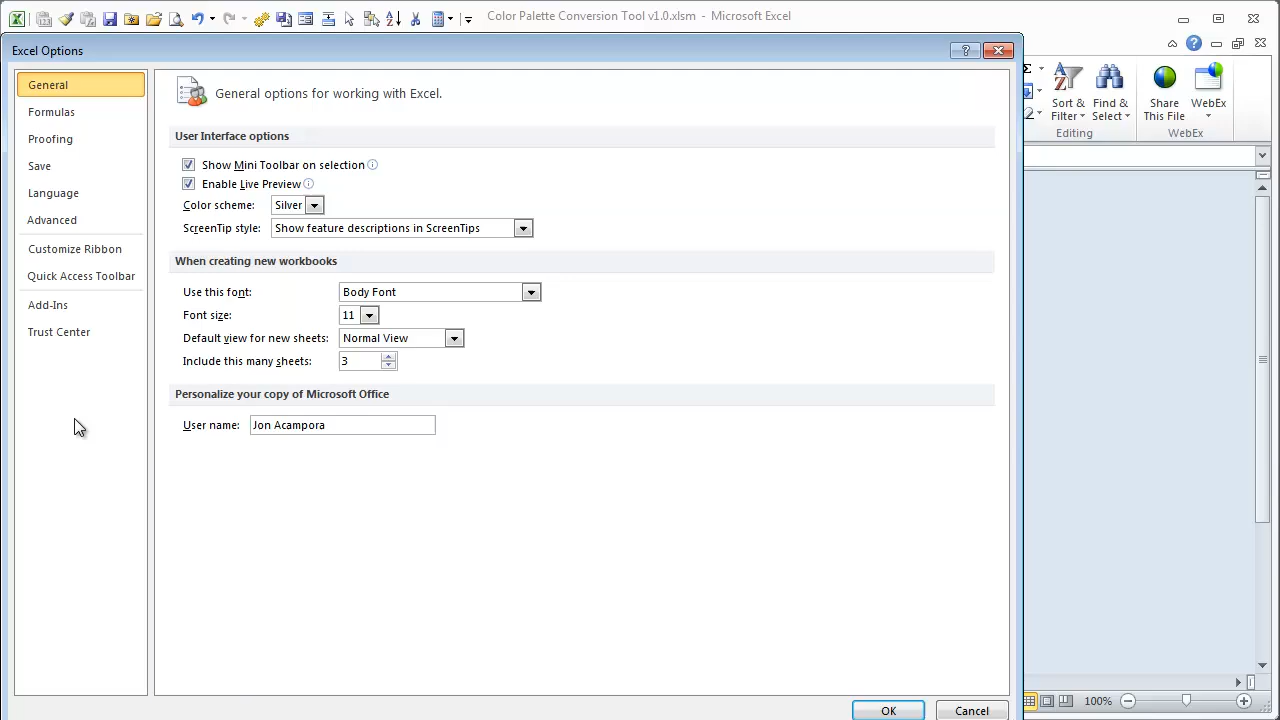 Color Palette Conversion Tool v1.0.xlsm - Microsoft Excel
Excel Options
General
Formulas
Proofing
Save
Language
Advanced
Customize Ribbon
Quick Access Toolbar
Add-Ins
Trust Center
General options for working with Excel.
User Interface options
Show Mini Toolbar on selection
Enable Live Preview
Color scheme: Silver
ScreenTip style: Show feature descriptions in ScreenTips
When creating new workbooks
Use this font: Body Font
Font size: 11
Default view for new sheets: Normal View
Include this many sheets: 3
Personalize your copy of Microsoft Office
User name: Jon Acampora
OK Cancel
Sort & Filter
Find & Select
Editing
Share This File
WebEx
WebEx
100%